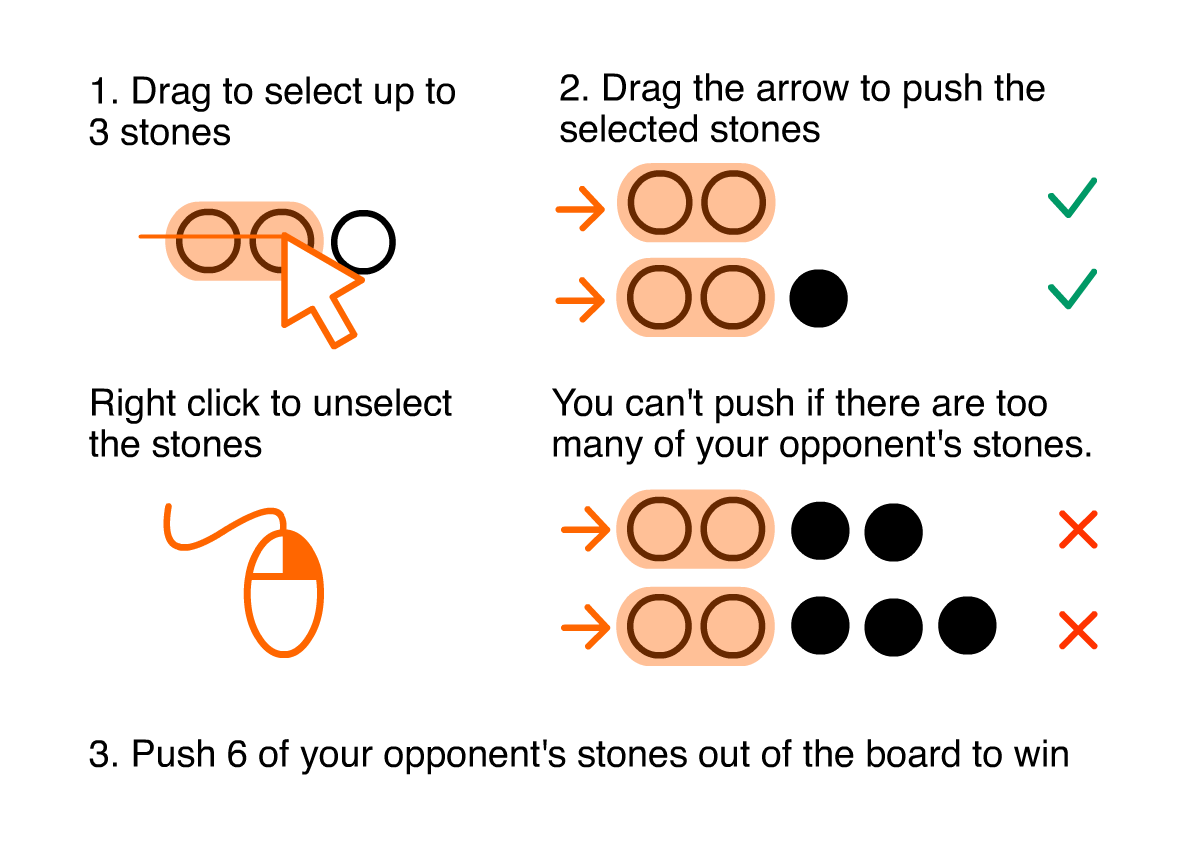 1. Drag to select up to
3 stones
2. Drag the arrow to push the
selected stones
Right click to unselect
the stones
You can't push if there are too
many of your opponent's stones.
3. Push 6 of your opponent's stones out of the board to win